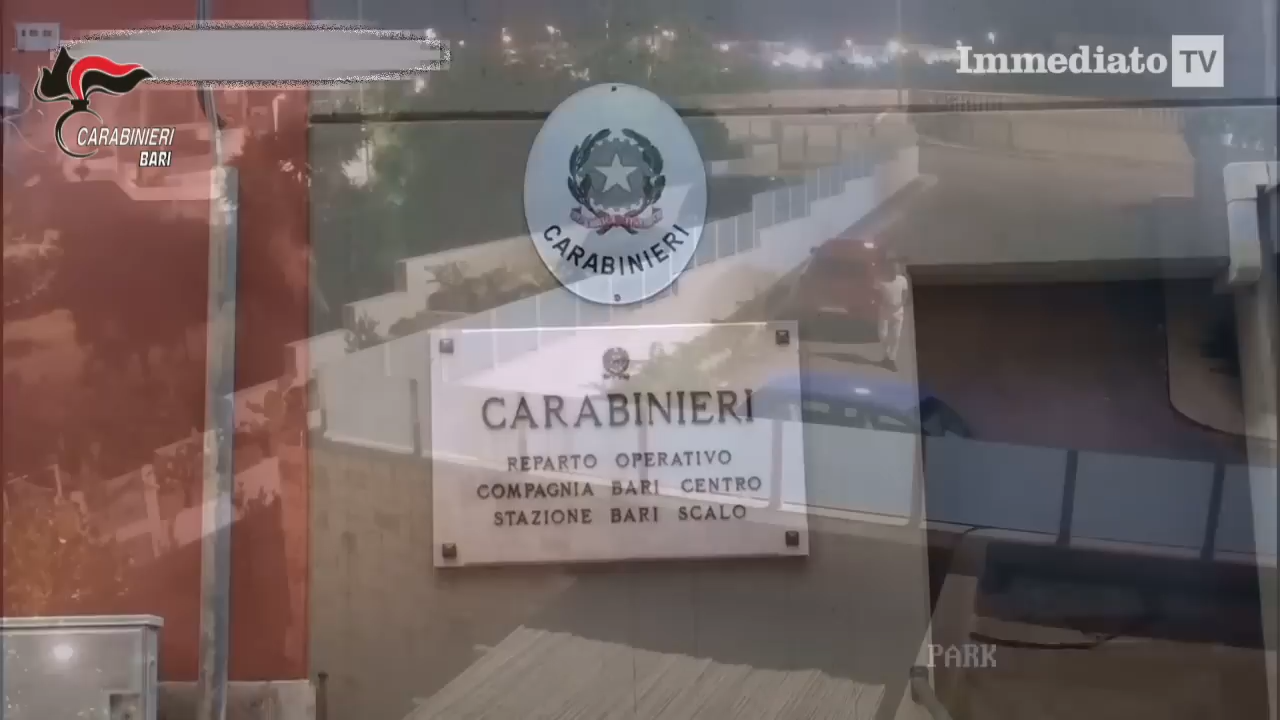 Immediato TV
CARABINIERI
BARI
CARABINIERI
CARABINIERI
REPARTO OPERATIVO
COMPAGNIA BARI CENTRO
STAZIONE BARI SCALO
PARK